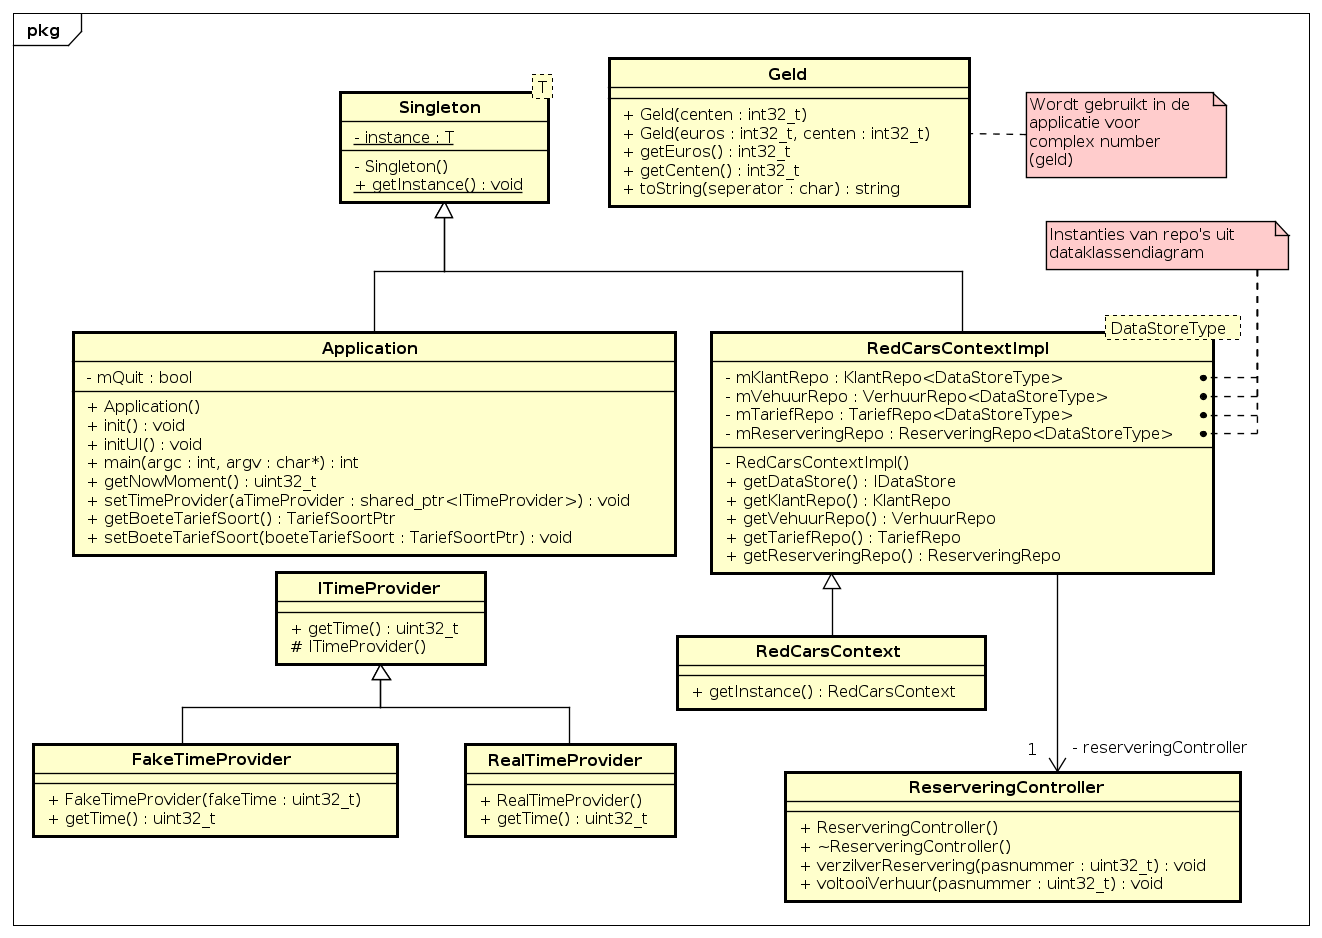 pkg
T
Singleton
- instance : T
- Singleton()
+ getInstance() : void
Geld
+ Geld(centen : int32_t)
+ Geld(euros : int32_t, centen : int32_t)
+ getEuros() : int32_t
+ getCenten() : int32_t
+ toString(seperator : char) : string
Wordt gebruikt in de
applicatie voor
complex number
(geld)
Instanties van repo's uit
dataklassendiagram
Application
- mQuit : bool
+ Application()
+ init() : void
+ initUI() : void
+ main(argc : int, argv : char*) : int
+ getNowMoment() : uint32_t
+ setTimeProvider(aTimeProvider : shared_ptr<ITimeProvider>) : void
+ getBoeteTariefSoort() : TariefSoortPtr
+ setBoeteTariefSoort(boeteTariefSoort : TariefSoortPtr) : void
DataStoreType
RedCarsContextImpl
- mKlantRepo : KlantRepo<DataStoreType>
- mVehuurRepo : VerhuurRepo<DataStoreType>
- mTariefRepo : TariefRepo<DataStoreType>
- mReserveringRepo : ReserveringRepo<DataStoreType>
- RedCarsContextImpl()
+ getDataStore() : IDataStore
+ getKlantRepo() : KlantRepo
+ getVehuurRepo() : VerhuurRepo
+ getTariefRepo() : TariefRepo
+ getReserveringRepo() : ReserveringRepo
ITimeProvider
+ getTime() : uint32_t
# ITimeProvider()
RedCarsContext
+ getInstance() : RedCarsContext
FakeTimeProvider
+ FakeTimeProvider(fakeTime : uint32_t)
+ getTime() : uint32_t
RealTimeProvider
+ RealTimeProvider()
+ getTime() : uint32_t
1
- reserveringController
ReserveringController
+ ReserveringController()
+ ~ReserveringController()
+ verzilverReservering(pasnummer : uint32_t) : void
+ voltooiVerhuur(pasnummer : uint32_t) : void